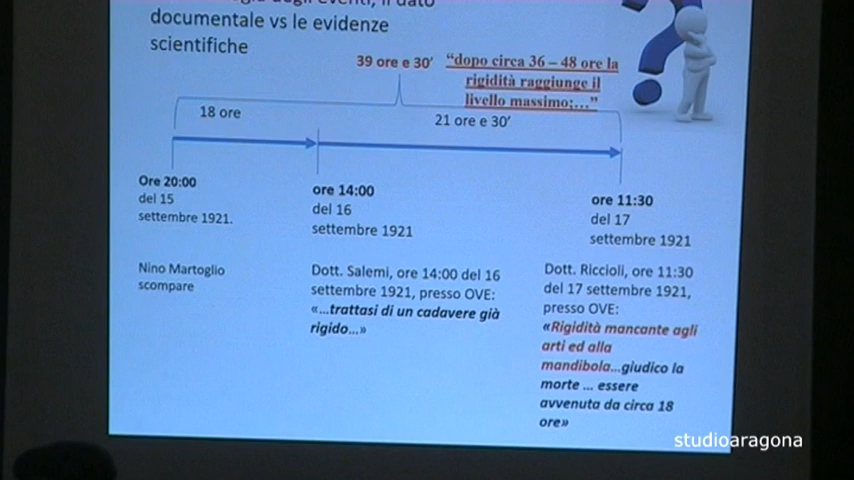 documentale vs le evidenze
scientifiche
39 ore e 30'
"dopo circa 36 – 48 ore la
rigidità raggiunge il
livello massimo;…"
18 ore
21 ore e 30'
Ore 20:00
del 15
settembre 1921.
ore 14:00
del 16
settembre 1921
ore 11:30
del 17
settembre 1921
Nino Martoglio
scompare
Dott. Salemi, ore 14:00 del 16
settembre 1921, presso OVE:
«…trattasi di un cadavere già
rigido…»
Dott. Riccioli, ore 11:30
del 17 settembre 1921,
presso OVE:
«Rigidità mancante agli
arti ed alla
mandibola…giudico la
morte … essere
avvenuta da circa 18
ore»
studioaragona